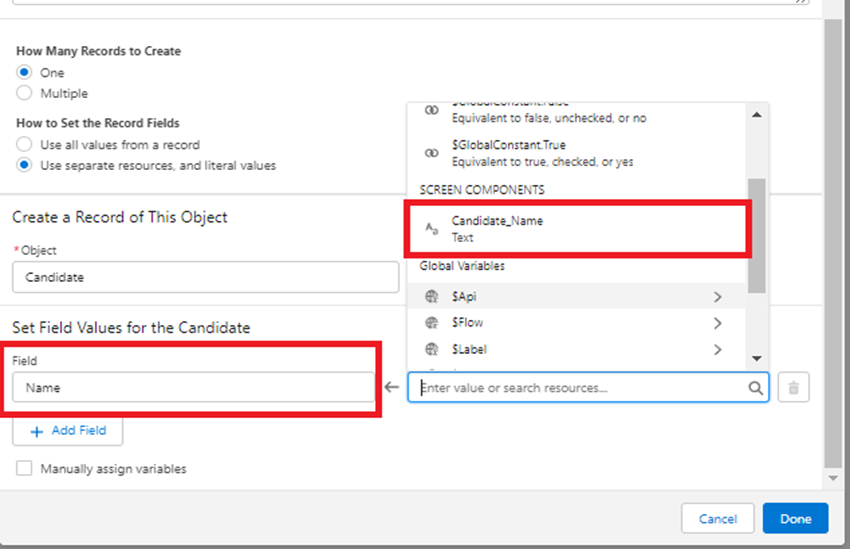 How Many Records to Create
One
Multiple
How to Set the Record Fields
Use all values from a record
Use separate resources, and literal values
Create a Record of This Object
*Object
Candidate
Set Field Values for the Candidate
Field
Name
+ Add Field
Manually assign variables
$GlobalConstant.False
Equivalent to false, unchecked, or no
$GlobalConstant.True
Equivalent to true, checked, or yes
SCREEN COMPONENTS
Aa Candidate_Name
Text
Global Variables
$Api
$Flow
$Label
Enter value or search resources...
Cancel
Done